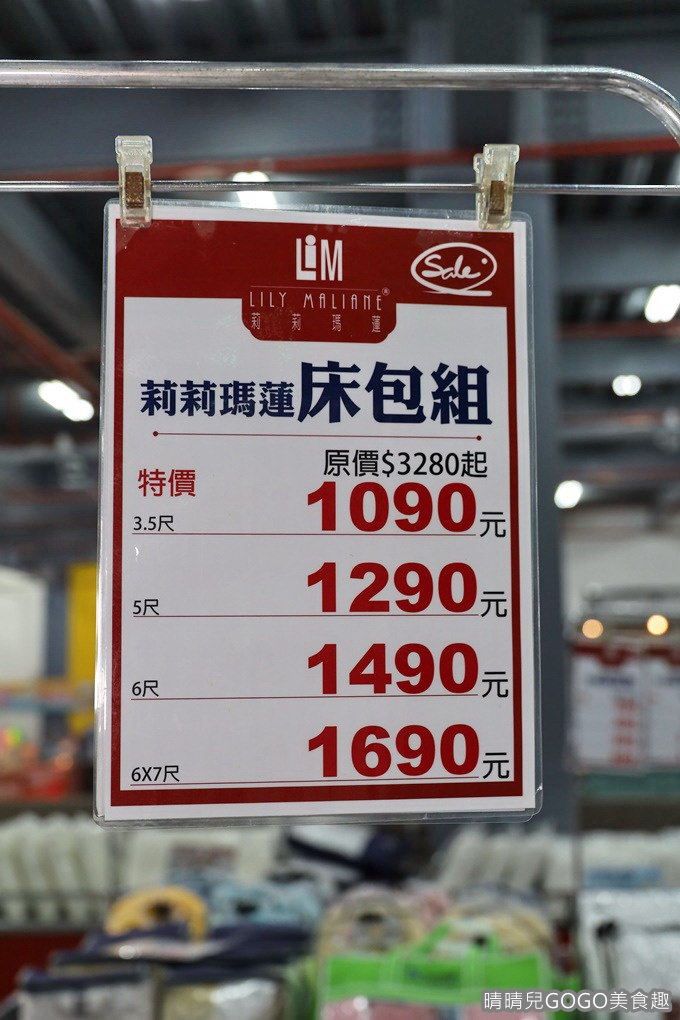 LiM
Sale
LILY MALIANE®
莉莉瑪蓮
莉莉瑪蓮床包組
原價$3280起
特價
3.5尺 1090元
5尺 1290元
6尺 1490元
6X7尺 1690元
晴晴兒GOGO美食趣